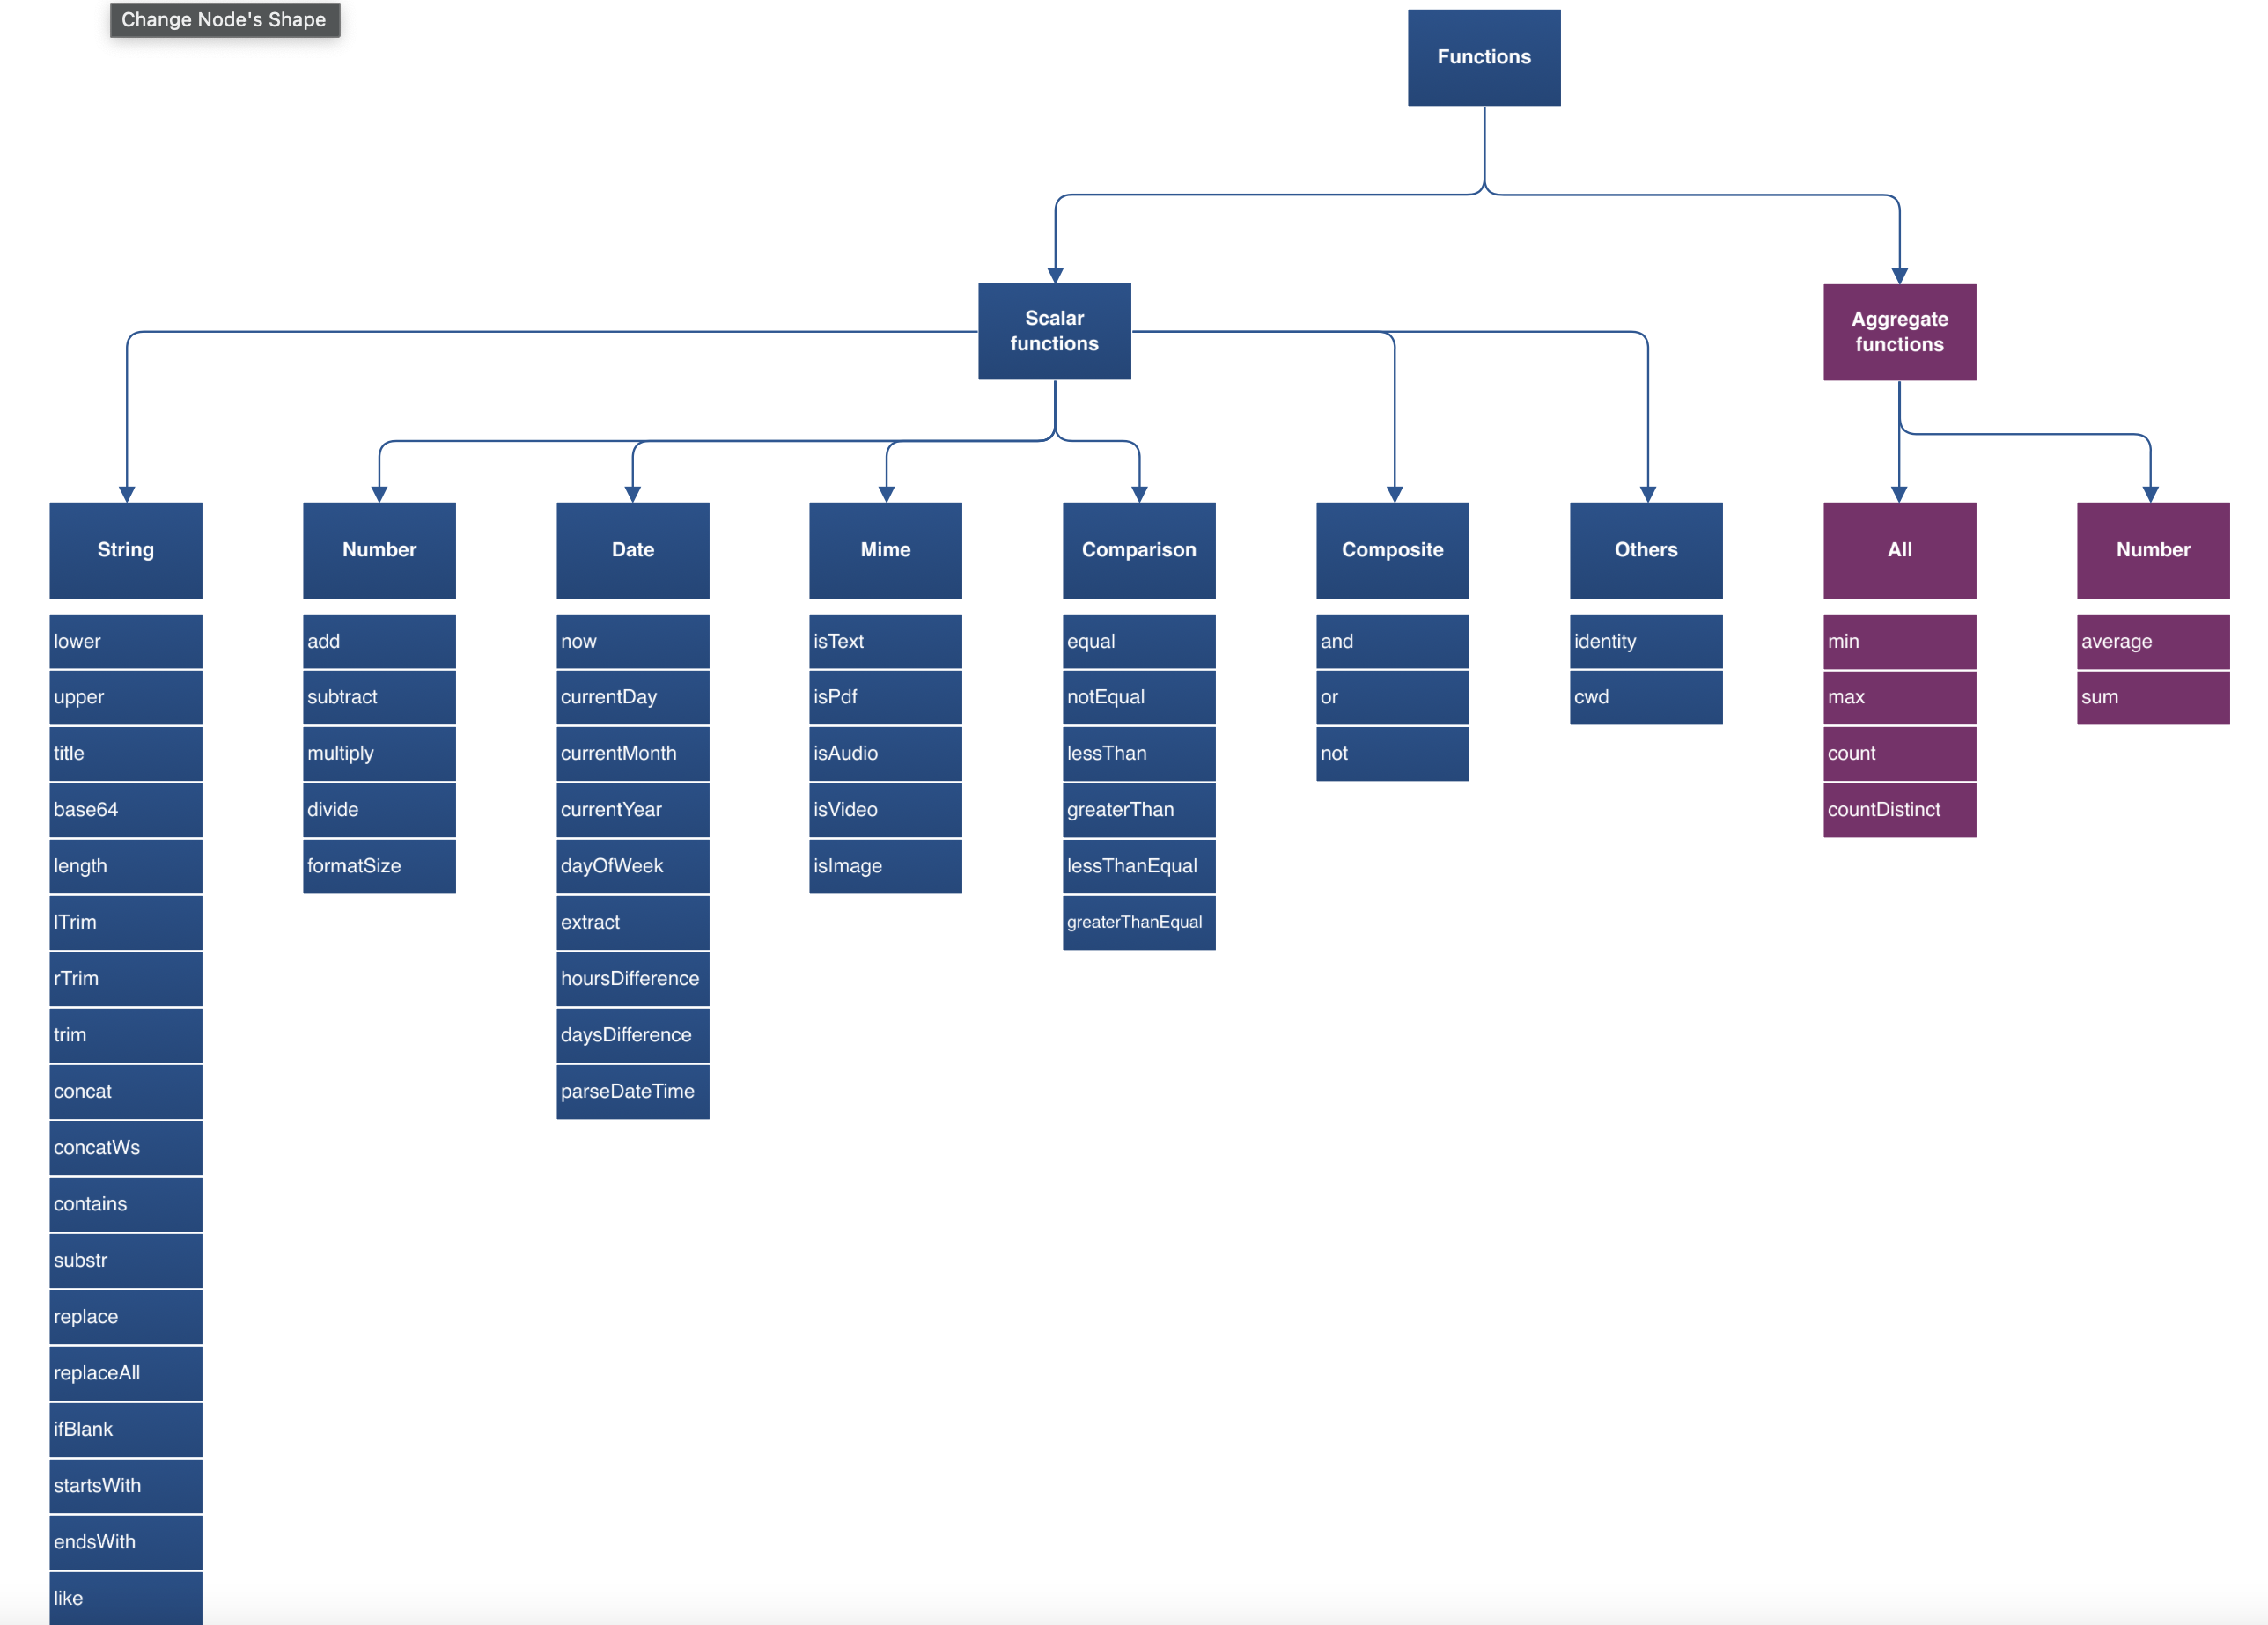 Change Node's Shape
Functions
Scalar
functions
Aggregate
functions
String
Number
Date
Mime
Comparison
Composite
Others
All
Number
lower
upper
title
base64
length
lTrim
rTrim
trim
concat
concatWs
contains
substr
replace
replaceAll
ifBlank
startsWith
endsWith
like
add
subtract
multiply
divide
formatSize
now
currentDay
currentMonth
currentYear
dayOfWeek
extract
hoursDifference
daysDifference
parseDateTime
isText
isPdf
isAudio
isVideo
isImage
equal
notEqual
lessThan
greaterThan
lessThanEqual
greaterThanEqual
and
or
not
identity
cwd
min
max
count
countDistinct
average
sum